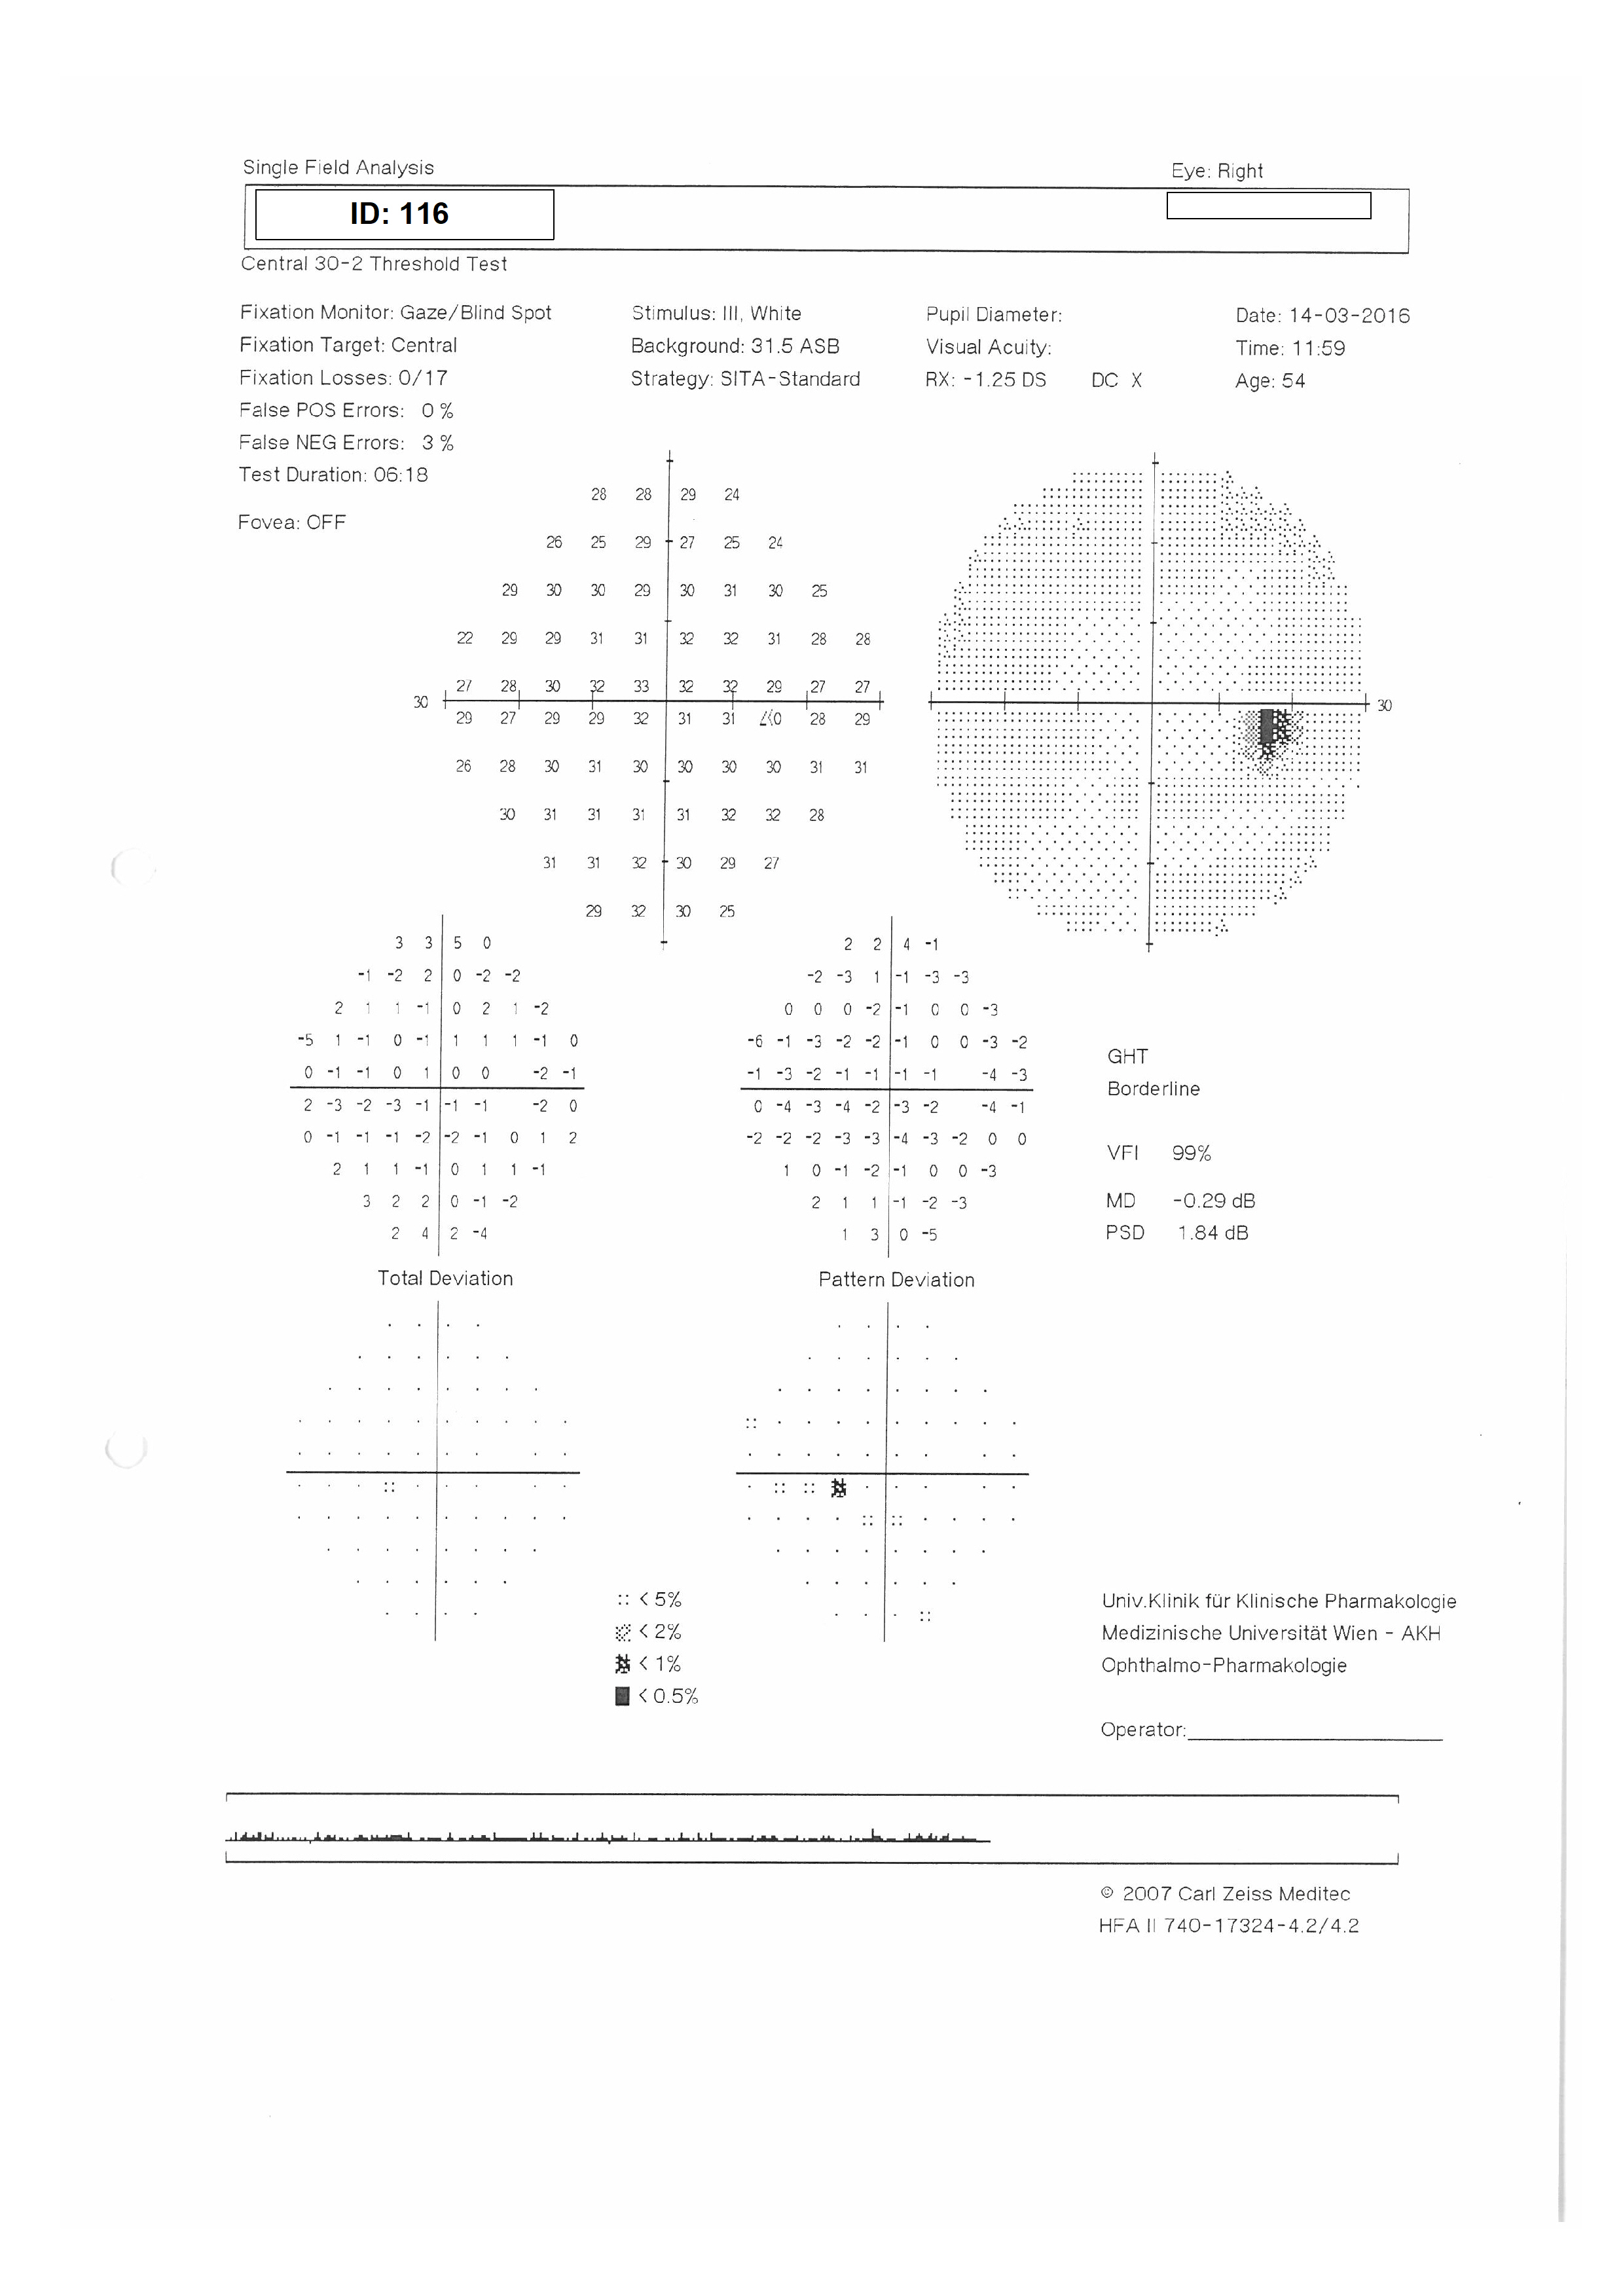 Single Field Analysis
Eye: Right
ID: 116
Central 30-2 Threshold Test
Fixation Monitor: Gaze/Blind Spot
Fixation Target: Central
Fixation Losses: 0/17
False POS Errors: 0 %
False NEG Errors: 3 %
Test Duration: 06:18
Fovea: OFF
Stimulus: III, White
Background: 31.5 ASB
Strategy: SITA-Standard
Pupil Diameter:
Visual Acuity:
RX: -1.25 DS DC X
Date: 14-03-2016
Time: 11:59
Age: 54
28 28 29 24
26 25 29 27 25 24
29 30 30 29 30 31 30 25
22 29 29 31 31 32 32 31 28 28
27 28 30 32 33 32 32 29 27 27
30
29 27 29 29 32 31 31 <0 28 29
26 28 30 31 30 30 30 30 31 31
30 31 31 31 31 32 32 28
31 31 32 30 29 27
29 32 30 25
30
3 3 5 0
-1 -2 2 0 -2 -2
2 1 1 -1 0 2 1 -2
-5 1 -1 0 -1 1 1 1 -1 0
0 -1 -1 0 1 0 0 -2 -1
2 -3 -2 -3 -1 -1 -1 -2 0
0 -1 -1 -1 -2 -2 -1 0 1 2
2 1 1 -1 0 1 1 -1
3 2 2 0 -1 -2
2 4 2 -4
Total Deviation
2 2 4 -1
-2 -3 1 -1 -3 -3
0 0 0 -2 -1 0 0 -3
-6 -1 -3 -2 -2 -1 0 0 -3 -2
-1 -3 -2 -1 -1 -1 -1 -4 -3
0 -4 -3 -4 -2 -3 -2 -4 -1
-2 -2 -2 -3 -3 -4 -3 -2 0 0
1 0 -1 -2 -1 0 0 -3
2 1 1 -1 -2 -3
1 3 0 -5
Pattern Deviation
GHT
Borderline
VFI 99%
MD -0.29 dB
PSD 1.84 dB
< 5%
< 2%
< 1%
< 0.5%
Univ.Klinik für Klinische Pharmakologie
Medizinische Universität Wien - AKH
Ophthalmo-Pharmakologie
Operator:
© 2007 Carl Zeiss Meditec
HFA II 740-17324-4.2/4.2